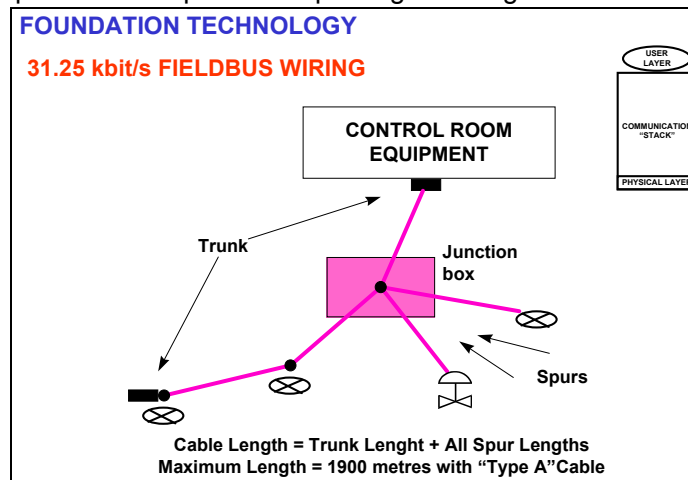 FOUNDATION TECHNOLOGY
31.25 kbit/s FIELDBUS WIRING
USER
LAYER
COMMUNICATION
“STACK”
PHYSICAL LAYER
CONTROL ROOM
EQUIPMENT
Trunk
Junction
box
Spurs
Cable Length = Trunk Lenght + All Spur Lengths
Maximum Length = 1900 metres with “Type A”Cable